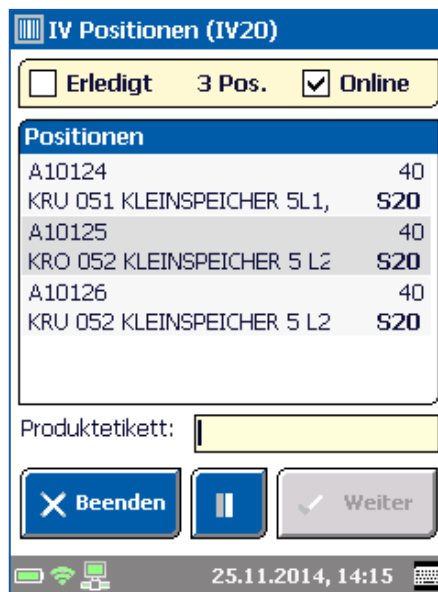 IV Positionen (IV20)
Erledigt 3 Pos. Online
Positionen
A10124 40
KRU 051 KLEINSPEICHER 5L1, S20
A10125 40
KRO 052 KLEINSPEICHER 5 L2 S20
A10126 40
KRU 052 KLEINSPEICHER 5 L2 S20
Produktetikett:
Beenden Weiter
25.11.2014, 14:15